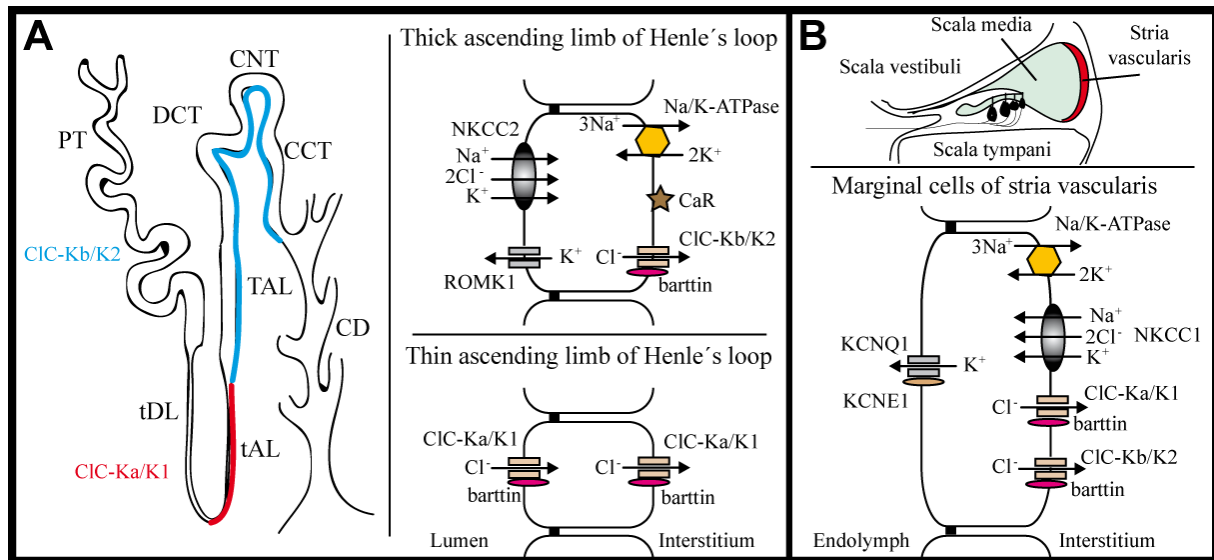 A
PT
DCT
CNT
CCT
ClC-Kb/K2
TAL
CD
tDL
tAL
ClC-Ka/K1
Thick ascending limb of Henle´s loop
NKCC2
Na+
2Cl-
K+
ROMK1
K+
Na/K-ATPase
3Na+
2K+
CaR
ClC-Kb/K2
Cl-
barttin
Thin ascending limb of Henle´s loop
ClC-Ka/K1
Cl-
barttin
ClC-Ka/K1
Cl-
barttin
Lumen
Interstitium
B
Scala media
Stria
vascularis
Scala vestibuli
Scala tympani
Marginal cells of stria vascularis
Na/K-ATPase
3Na+
2K+
Na+
2Cl- NKCC1
K+
KCNQ1
K+
KCNE1
ClC-Ka/K1
Cl-
barttin
ClC-Kb/K2
Cl-
barttin
Endolymph
Interstitium